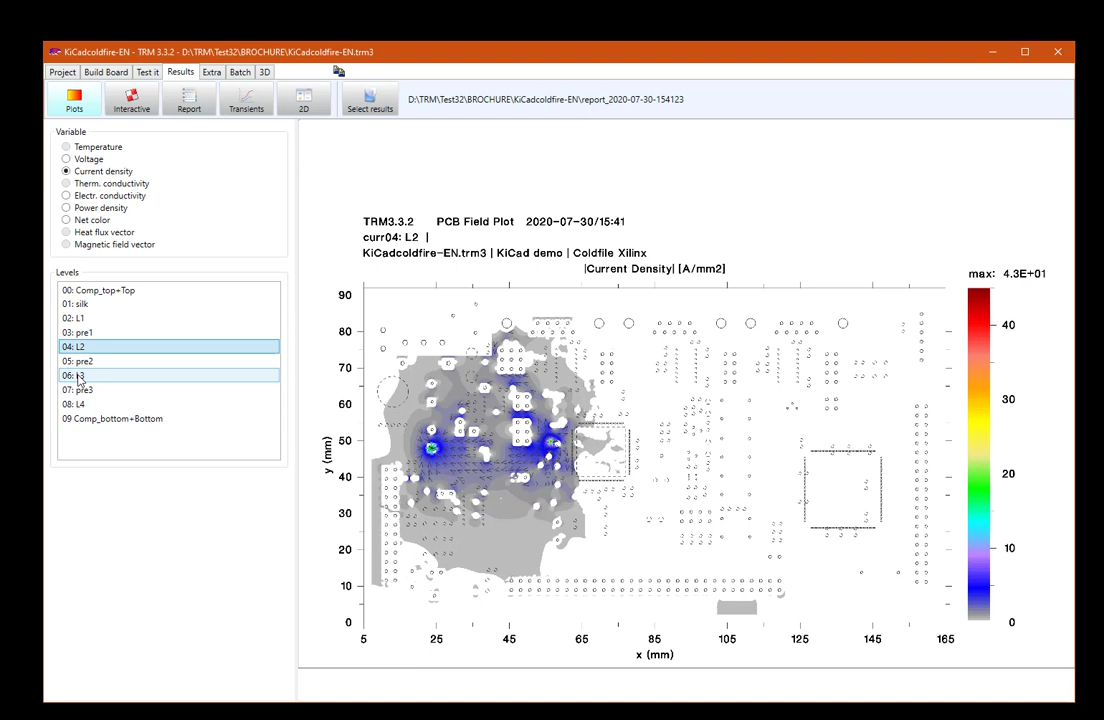 KiCadcoldfire-EN - TRM 3.3.2 - D:\TRM\Test32\BROCHURE\KiCadcoldfire-EN.trm3
Project Build Board Test it Results Extra Batch 3D
Plots Interactive Report Transients 2D Select results D:\TRM\Test32\BROCHURE\KiCadcoldfire-EN\report_2020-07-30-154123
Variable
Temperature
Voltage
Current density
Therm. conductivity
Electr. conductivity
Power density
Net color
Heat flux vector
Magnetic field vector
Levels
00: Comp_top+Top
01: silk
02: L1
03: pre1
04: L2
05: pre2
06: L3
07: pre3
08: L4
09 Comp_bottom+Bottom
TRM3.3.2 PCB Field Plot 2020-07-30/15:41
curr04: L2 |
KiCadcoldfire-EN.trm3 | KiCad demo | Coldfile Xilinx
|Current Density| [A/mm2]
max: 4.3E+01
90
80
70
60
50
40
30
20
10
0
y (mm)
5 25 45 65 85 105 125 145 165
x (mm)
40
30
20
10
0